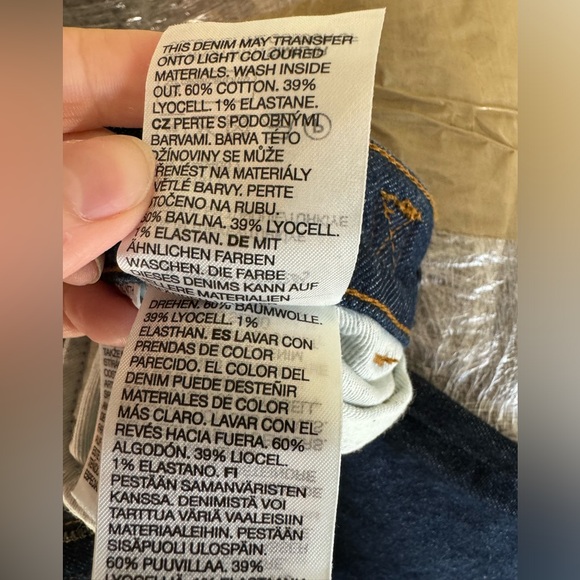 THIS DENIM MAY TRANSFER
ONTO LIGHT COLOURED
MATERIALS. WASH INSIDE
OUT. 60% COTTON. 39%
LYOCELL. 1% ELASTANE.
CZ PERTE S PODOBNÝMI
BARVAMI. BARVA TÉTO
DŽÍNOVINY SE MŮŽE
PŘENÉST NA MATERIÁLY
SVĚTLÉ BARVY. PERTE
OTOČENO NA RUBU.
60% BAVLNA. 39% LYOCELL.
1% ELASTAN. DE MIT
ÄHNLICHEN FARBEN
WASCHEN. DIE FARBE
DIESES DENIMS KANN AUF
HELLERE MATERIALIEN
DREHEN. 60% BAUMWOLLE.
39% LYOCELL. 1%
ELASTHAN. ES LAVAR CON
PRENDAS DE COLOR
PARECIDO. EL COLOR DEL
DENIM PUEDE DESTEÑIR
MATERIALES DE COLOR
MÁS CLARO. LAVAR CON EL
REVÉS HACIA FUERA. 60%
ALGODÓN. 39% LIOCEL.
1% ELASTANO. FI
PESTÄÄN SAMANVÄRISTEN
KANSSA. DENIMISTÄ VOI
TARTTUA VÄRIÄ VAALEISIIN
MATERIAALEIHIN. PESTÄÄN
SISÄPUOLI ULOSPÄIN.
60% PUUVILLAA. 39%
LYOCELLIÄ. 1% ELASTAANIA